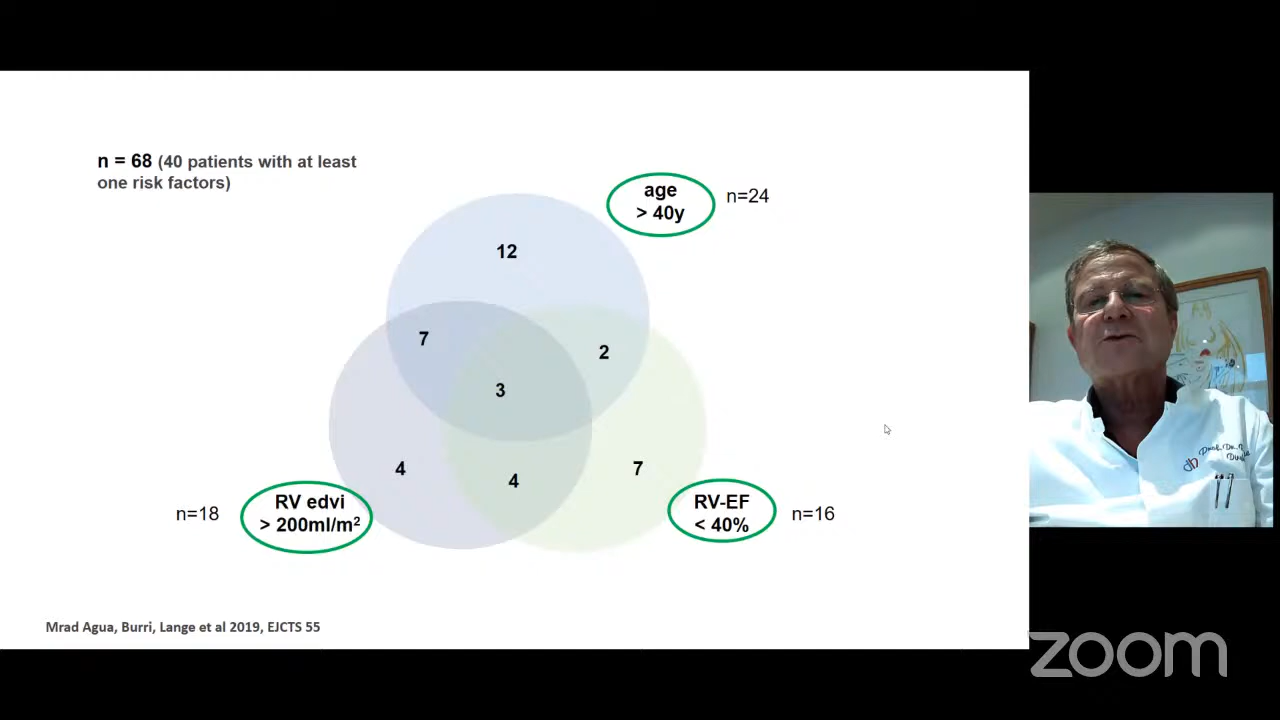 n = 68 (40 patients with at least
one risk factors)
age
> 40y
n=24
12
7
2
3
4
4
7
n=18
RV edvi
> 200ml/m²
RV-EF
< 40%
n=16
Mrad Agua, Burri, Lange et al 2019, EJCTS 55
Prof. Dr.
zoom